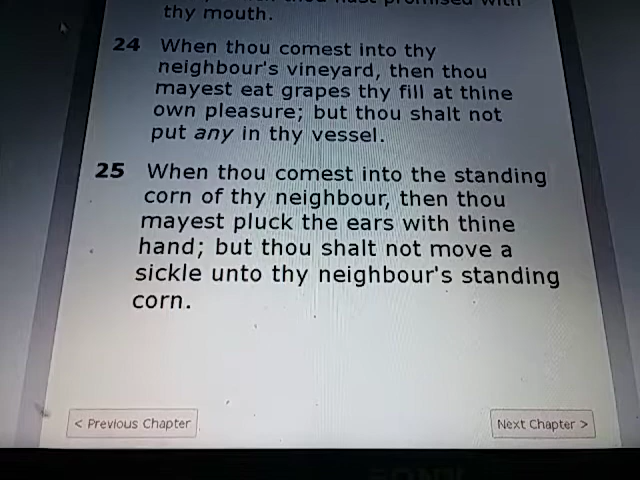 thy mouth.
24 When thou comest into thy
neighbour's vineyard, then thou
mayest eat grapes thy fill at thine
own pleasure; but thou shalt not
put any in thy vessel.
25 When thou comest into the standing
corn of thy neighbour, then thou
mayest pluck the ears with thine
hand; but thou shalt not move a
sickle unto thy neighbour's standing
corn.
< Previous Chapter
Next Chapter >